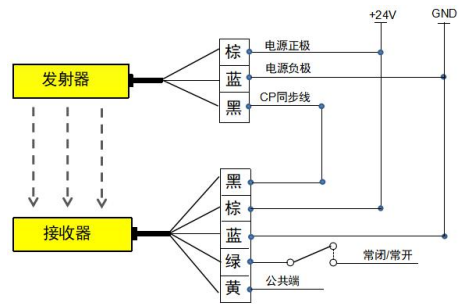 +24V
GND
棕
电源正极
发射器
蓝
电源负极
黑
CP同步线
黑
棕
接收器
蓝
绿
常闭/常开
黄
公共端